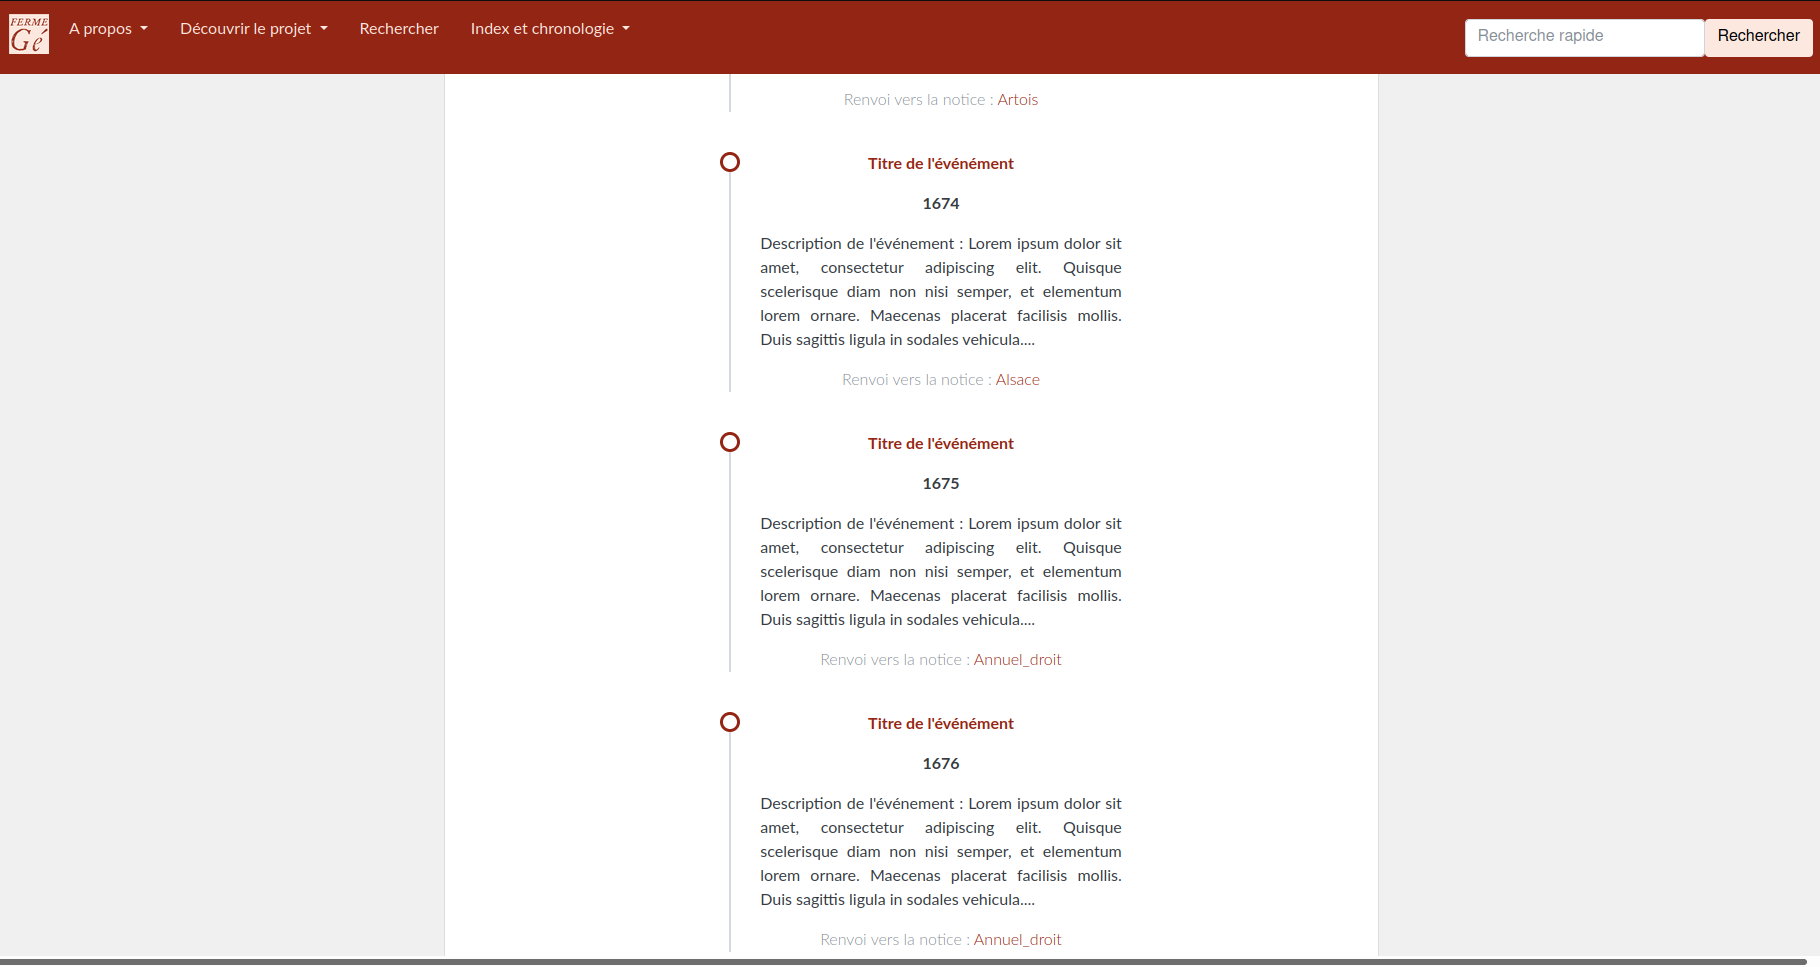 FERME
Gé
A propos
Découvrir le projet
Rechercher
Index et chronologie
Recherche rapide
Rechercher
Renvoi vers la notice : Artois
Titre de l'événément
1674
Description de l'événement : Lorem ipsum dolor sit
amet, consectetur adipiscing elit. Quisque
scelerisque diam non nisi semper, et elementum
lorem ornare. Maecenas placerat facilisis mollis.
Duis sagittis ligula in sodales vehicula....
Renvoi vers la notice : Alsace
Titre de l'événément
1675
Description de l'événement : Lorem ipsum dolor sit
amet, consectetur adipiscing elit. Quisque
scelerisque diam non nisi semper, et elementum
lorem ornare. Maecenas placerat facilisis mollis.
Duis sagittis ligula in sodales vehicula....
Renvoi vers la notice : Annuel_droit
Titre de l'événément
1676
Description de l'événement : Lorem ipsum dolor sit
amet, consectetur adipiscing elit. Quisque
scelerisque diam non nisi semper, et elementum
lorem ornare. Maecenas placerat facilisis mollis.
Duis sagittis ligula in sodales vehicula....
Renvoi vers la notice : Annuel_droit